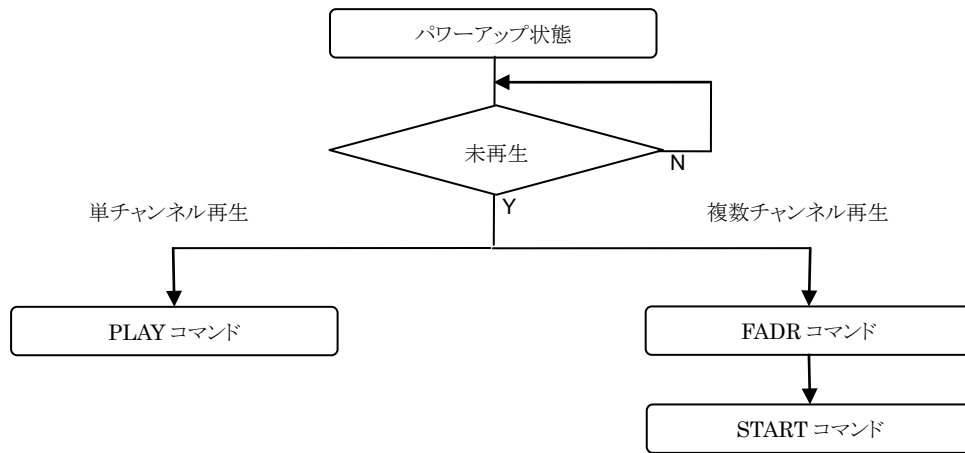 パワーアップ状態
未再生
N
Y
単チャンネル再生
複数チャンネル再生
PLAY コマンド
FADR コマンド
START コマンド